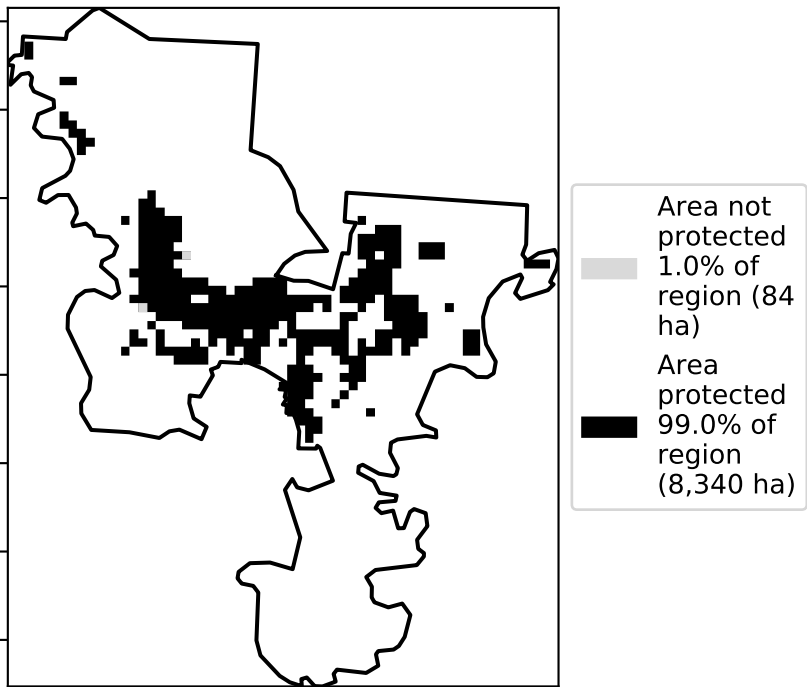 Area not
protected
1.0% of
region (84
ha)
Area
protected
99.0% of
region
(8,340 ha)